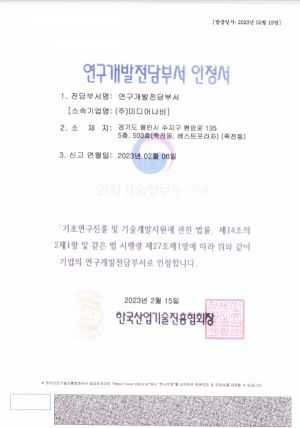 [발급일자: 2023년 02월 15일]
연구개발전담부서 인정서
1. 전담부서명: 연구개발전담부서
[소속기업명: (주)미디어나비]
2. 소 재 지: 경기도 용인시 수지구 현암로 135
5층, 503호(죽전동, 베스트프라자) (죽전동)
3. 신고 연월일: 2023년 02월 06일
「기초연구진흥 및 기술개발지원에 관한 법률」제14조의
2제1항 및 같은 법 시행령 제27조제1항에 따라 위와 같이
기업의 연구개발전담부서로 인정합니다.
2023년 2월 15일
한국산업기술진흥협회장